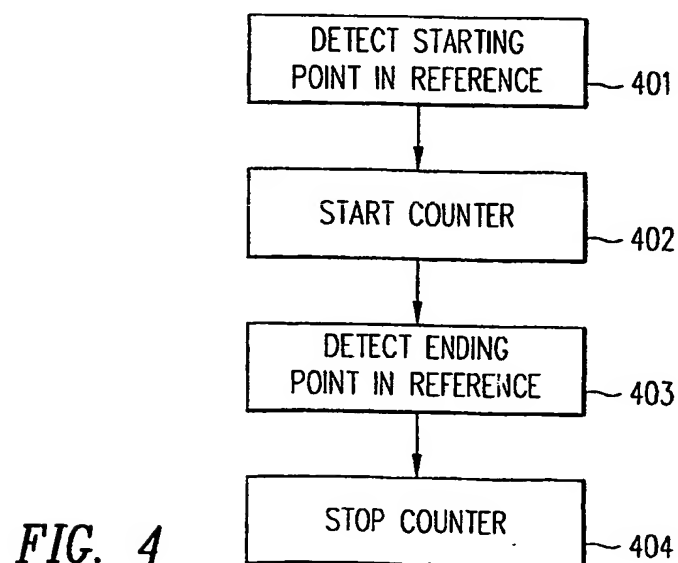 DETECT STARTING
POINT IN REFERENCE
401
START COUNTER
402
DETECT ENDING
POINT IN REFERENCE
403
STOP COUNTER
404
FIG. 4